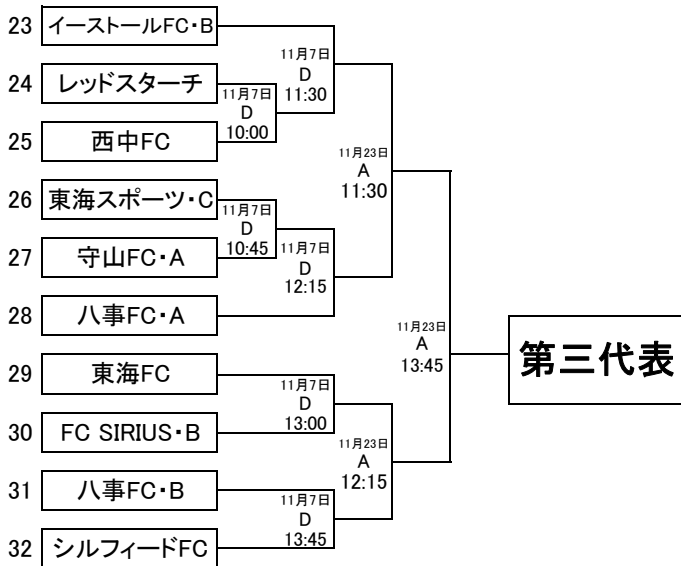 23 イーストールFC・B
24 レッドスターチ
25 西中FC
26 東海スポーツ・C
27 守山FC・A
28 八事FC・A
29 東海FC
30 FC SIRIUS・B
31 八事FC・B
32 シルフィードFC
11月7日
D
10:00
11月7日
D
10:45
11月7日
D
11:30
11月7日
D
12:15
11月7日
D
13:00
11月7日
D
13:45
11月23日
A
11:30
11月23日
A
12:15
11月23日
A
13:45
第三代表